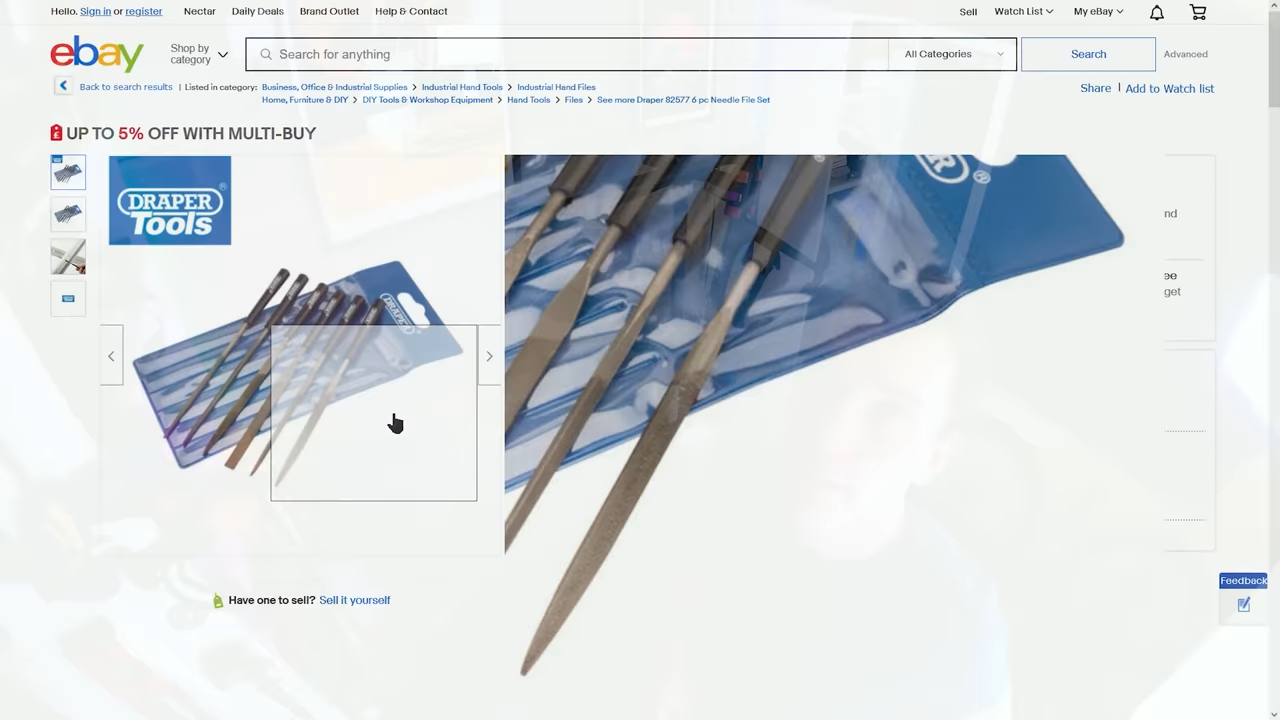 Hello. Sign in or register Nectar Daily Deals Brand Outlet Help & Contact Sell Watch List My eBay
ebay
Shop by category
Search for anything
All Categories
Search
Advanced
Back to search results | Listed in category: Business, Office & Industrial Supplies > Industrial Hand Tools > Industrial Hand Files
Home, Furniture & DIY > DIY Tools & Workshop Equipment > Hand Tools > Files > See more Draper 82577 6 pc Needle File Set
Share | Add to Watch list
£ UP TO 5% OFF WITH MULTI-BUY
DRAPER®
Tools
DRAPER
ER®
nd
ee
get
Have one to sell? Sell it yourself
Feedback